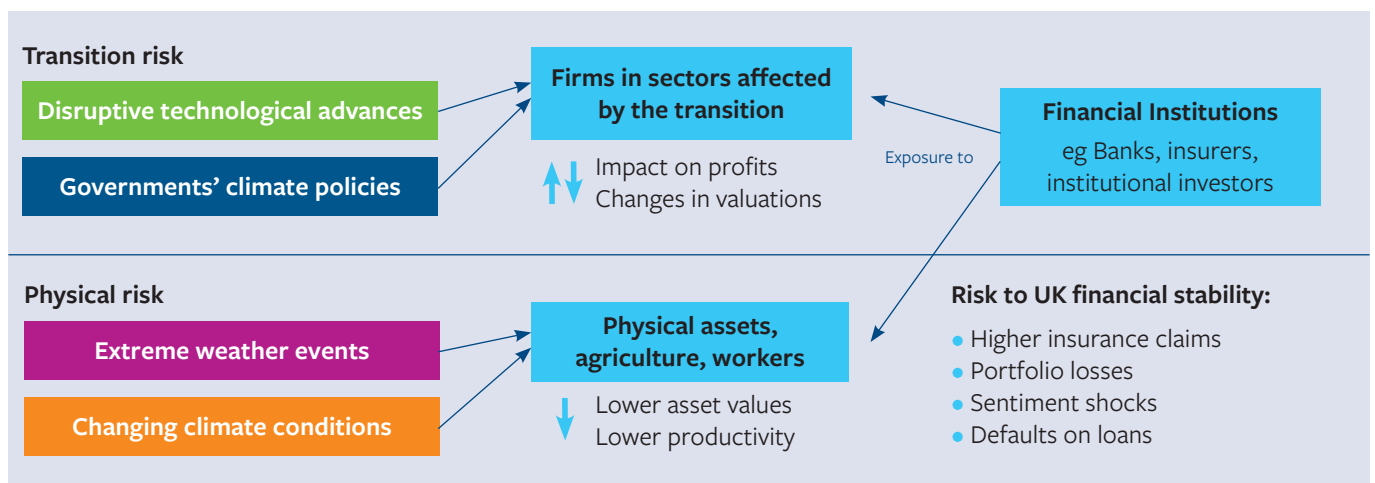 Transition risk
Disruptive technological advances
Governments’ climate policies
Firms in sectors affected
by the transition
Impact on profits
Changes in valuations
Exposure to
Financial Institutions
eg Banks, insurers,
institutional investors
Physical risk
Extreme weather events
Changing climate conditions
Physical assets,
agriculture, workers
Lower asset values
Lower productivity
Risk to UK financial stability:
• Higher insurance claims
• Portfolio losses
• Sentiment shocks
• Defaults on loans